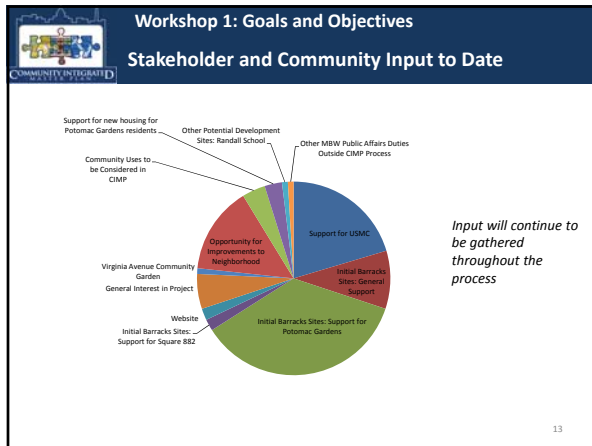 Workshop 1: Goals and Objectives
Stakeholder and Community Input to Date
COMMUNITY INTEGRATED
MASTER PLAN
Support for new housing for
Potomac Gardens residents
Other Potential Development
Sites: Randall School
Other MBW Public Affairs Duties
Outside CIMP Process
Community Uses to
be Considered in
CIMP
Support for USMC
Opportunity for
Improvements to
Neighborhood
Initial Barracks
Sites: General
Support
Virginia Avenue Community
Garden
General Interest in Project
Initial Barracks Sites: Support for
Potomac Gardens
Website
Initial Barracks Sites:
Support for Square 882
Input will continue to
be gathered
throughout the
process
13